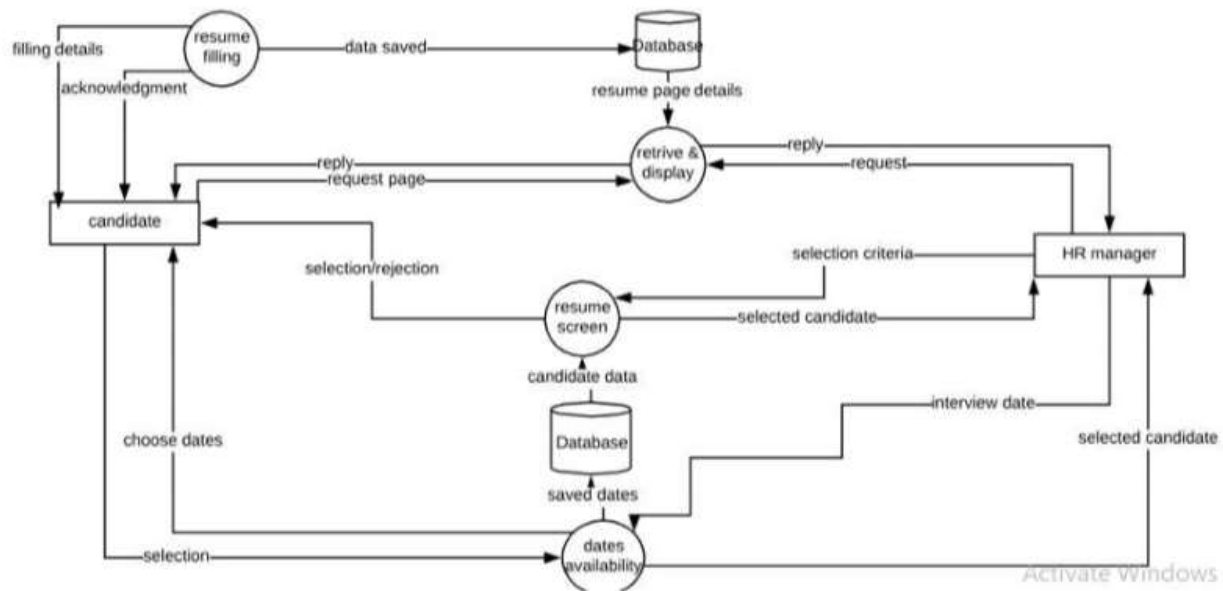 resume
filling
filling details
data saved
Database
acknowledgment
resume page details
reply
retrive &
display
reply
request
request page
candidate
selection criteria
HR manager
selection/rejection
resume
screen
selected candidate
candidate data
interview date
choose dates
Database
selected candidate
saved dates
selection
dates
availability
Activate Windows